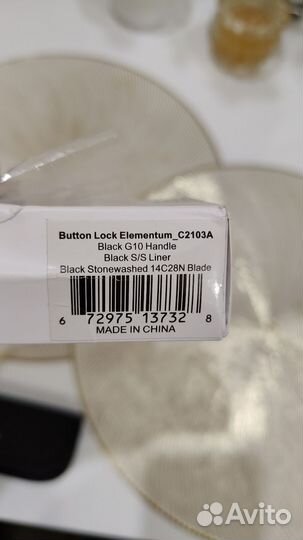 Button Lock Elementum_C2103A
Black G10 Handle
Black S/S Liner
Black Stonewashed 14C28N Blade
6 72975 13732 8
MADE IN CHINA
Avito